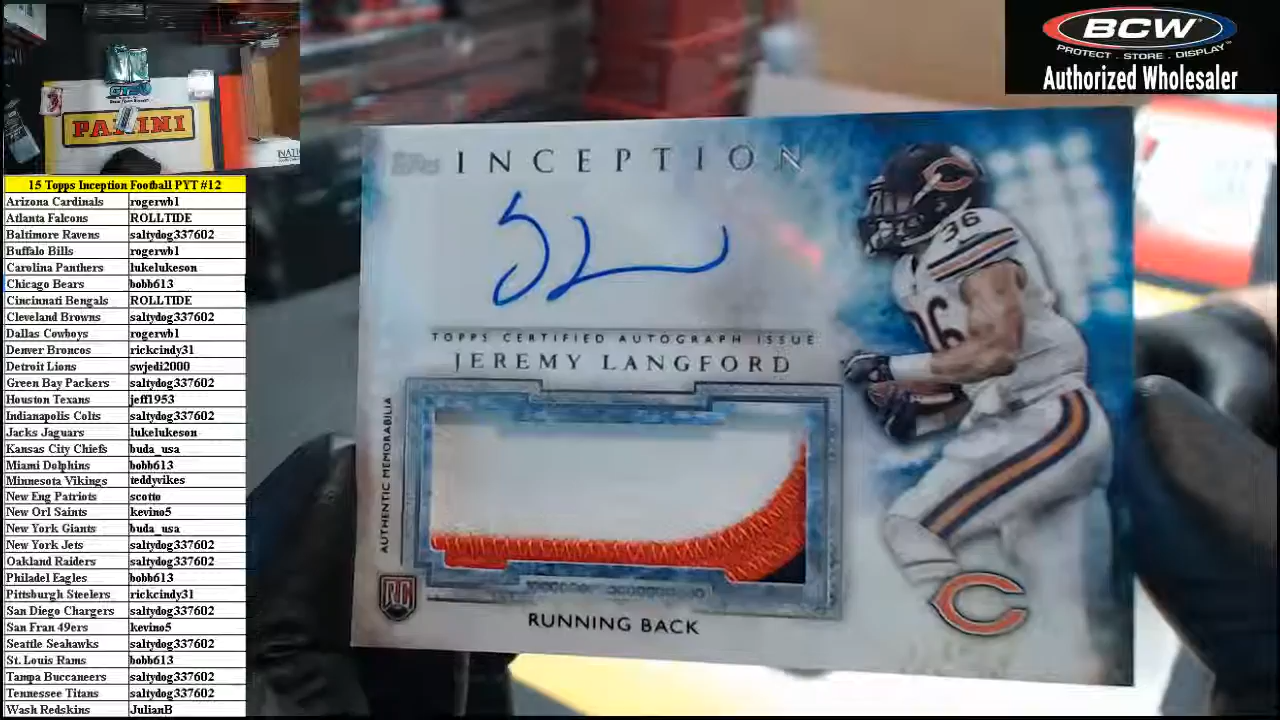 BCW
PROTECT . STORE . DISPLAY
Authorized Wholesaler
PANINI
15 Topps Inception Football PYT #12
Arizona Cardinals rogerwb1
Atlanta Falcons ROLLTIDE
Baltimore Ravens saltydog337602
Buffalo Bills rogerwb1
Carolina Panthers lukelukeson
Chicago Bears bobb613
Cincinnati Bengals ROLLTIDE
Cleveland Browns saltydog337602
Dallas Cowboys rogerwb1
Denver Broncos rickcindy31
Detroit Lions swjedi2000
Green Bay Packers saltydog337602
Houston Texans jeff1953
Indianapolis Colts saltydog337602
Jacks Jaguars lukelukeson
Kansas City Chiefs buda_usa
Miami Dolphins bobb613
Minnesota Vikings teddyvikes
New Eng Patriots scotto
New Orl Saints kevino5
New York Giants buda_usa
New York Jets saltydog337602
Oakland Raiders saltydog337602
Philadel Eagles bobb613
Pittsburgh Steelers rickcindy31
San Diego Chargers saltydog337602
San Fran 49ers kevino5
Seattle Seahawks saltydog337602
St. Louis Rams bobb613
Tampa Buccaneers saltydog337602
Tennessee Titans saltydog337602
Wash Redskins JulianB
Topps INCEPTION
TOPPS CERTIFIED AUTOGRAPH ISSUE
JEREMY LANGFORD
AUTHENTIC MEMORABILIA
RUNNING BACK
36
36
C